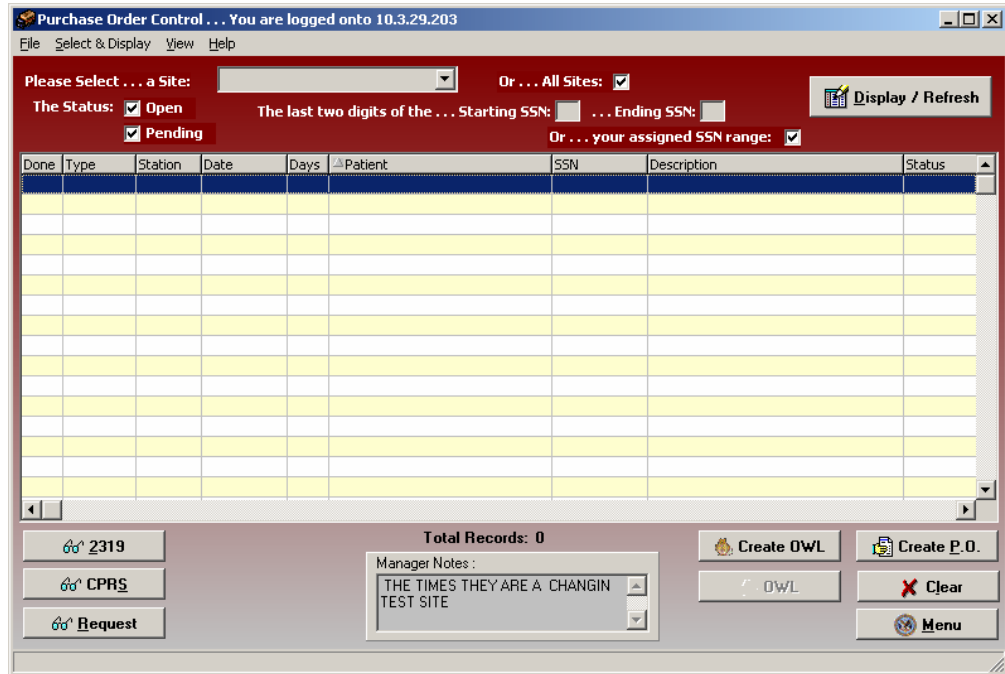 Purchase Order Control . . . You are logged onto 10.3.29.203
File Select & Display View Help
Please Select . . . a Site: Or . . . All Sites:
Display / Refresh
The Status: Open The last two digits of the . . . Starting SSN: . . . Ending SSN:
Pending Or . . . your assigned SSN range:
Done Type Station Date Days Patient SSN Description Status
Total Records: 0
2319 Manager Notes : Create OWL Create P.O.
CPRS THE TIMES THEY ARE A CHANGIN OWL Clear
TEST SITE
Request Menu